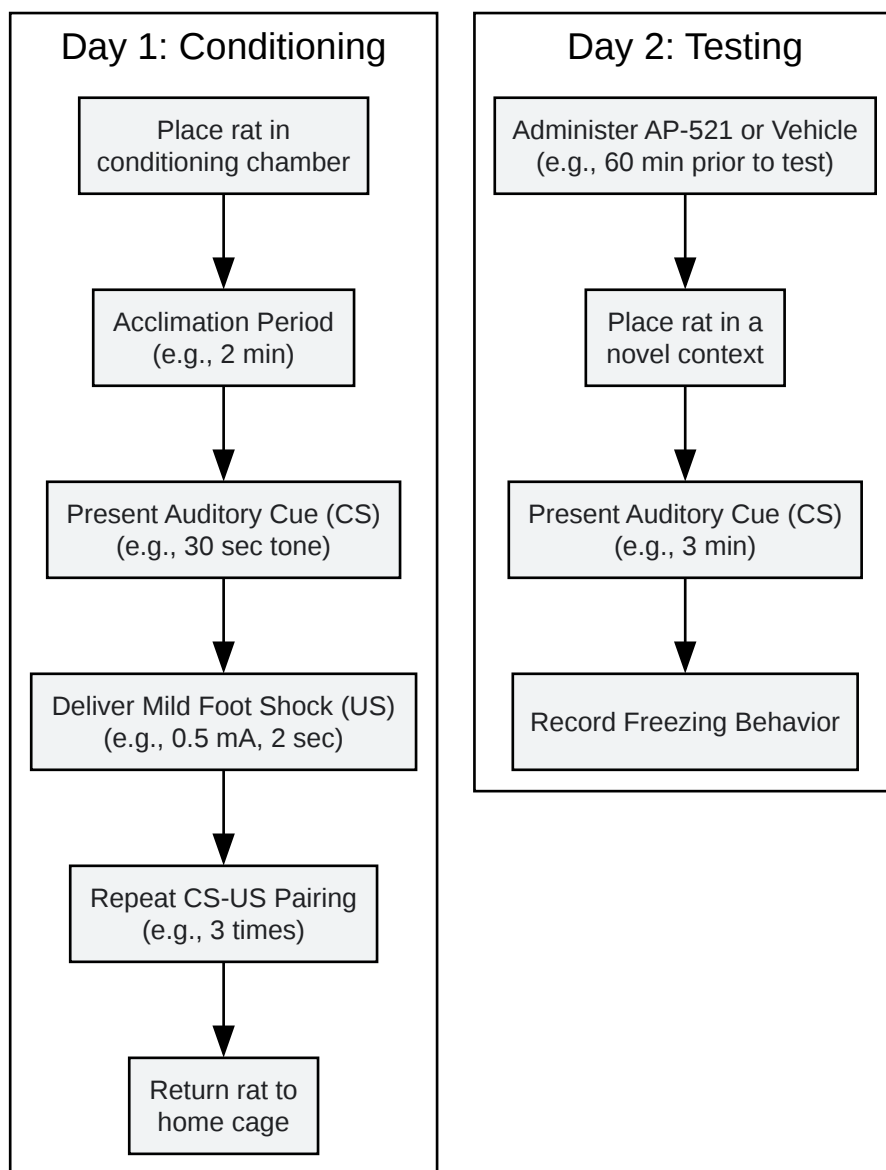 Day 1: Conditioning
Place rat in
conditioning chamber
Acclimation Period
(e.g., 2 min)
Present Auditory Cue (CS)
(e.g., 30 sec tone)
Deliver Mild Foot Shock (US)
(e.g., 0.5 mA, 2 sec)
Repeat CS-US Pairing
(e.g., 3 times)
Return rat to
home cage
Day 2: Testing
Administer AP-521 or Vehicle
(e.g., 60 min prior to test)
Place rat in a
novel context
Present Auditory Cue (CS)
(e.g., 3 min)
Record Freezing Behavior